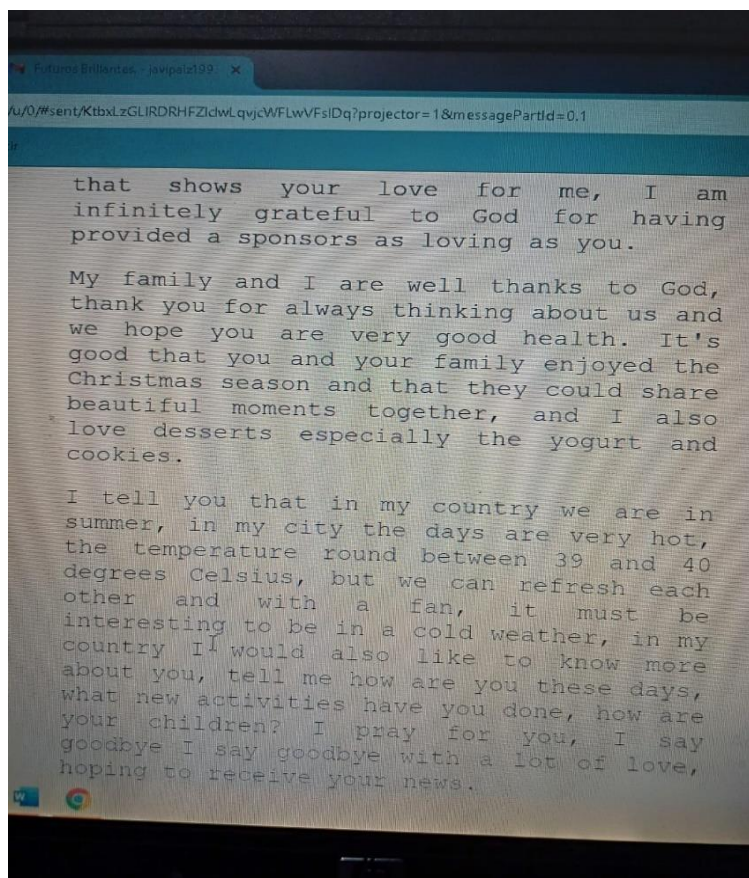 Futuros Brillantes. - javipaiz199
/u/0/#sent/KtbxLzGLIRDRHFZlclwLqvjcWFLwVFslDq?projector=1&messagePartId=0.1
that shows your love for me, I am
infinitely grateful to God for having
provided a sponsors as loving as you.
My family and I are well thanks to God,
thank you for always thinking about us and
we hope you are very good health. It's
good that you and your family enjoyed the
Christmas season and that they could share
beautiful moments together, and I also
love desserts especially the yogurt and
cookies.
I tell you that in my country we are in
summer, in my city the days are very hot,
the temperature round between 39 and 40
degrees Celsius, but we can refresh each
other and with a fan, it must be
interesting to be in a cold weather, in my
country I would also like to know more
about you, tell me how are you these days,
what new activities have you done, how are
your children? I pray for you, I say
goodbye I say goodbye with a lot of love,
hoping to receive your news.
W